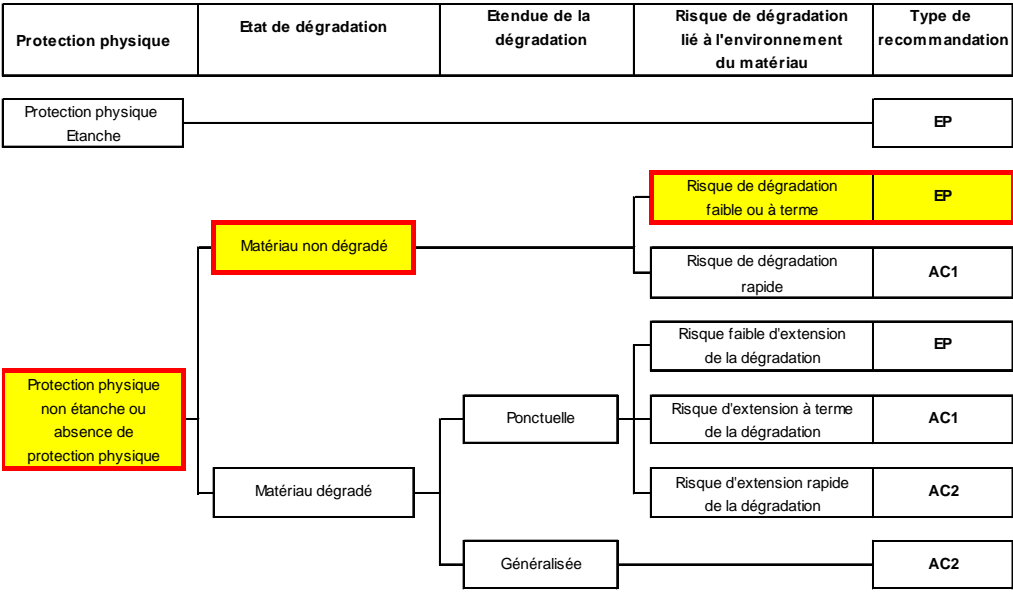 Protection physique
Etat de dégradation
Etendue de la
dégradation
Risque de dégradation
lié à l'environnement
du matériau
Type de
recommandation
Protection physique
Etanche
EP
Risque de dégradation
faible ou à terme
EP
Matériau non dégradé
Risque de dégradation
rapide
AC1
Risque faible d'extension
de la dégradation
EP
Protection physique
non étanche ou
absence de
protection physique
Ponctuelle
Risque d'extension à terme
de la dégradation
AC1
Matériau dégradé
Risque d'extension rapide
de la dégradation
AC2
Généralisée
AC2